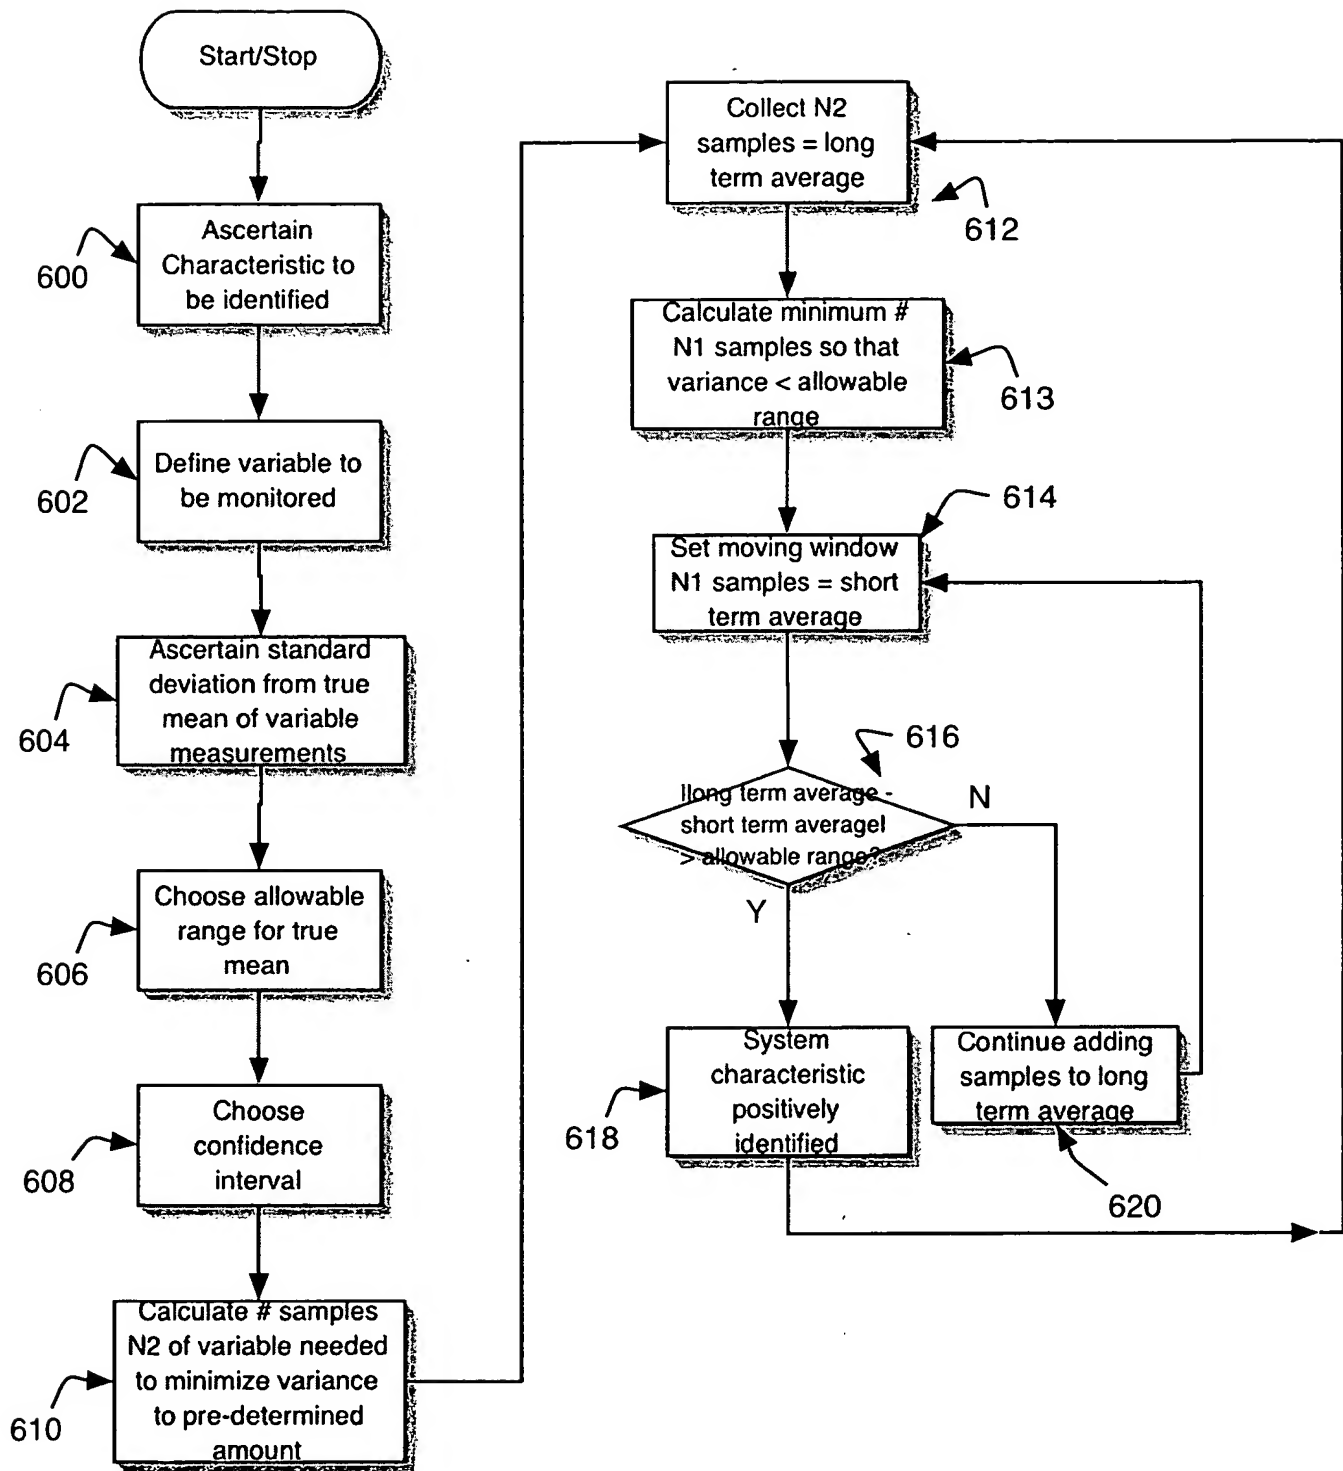 Start/Stop
Ascertain
Characteristic to
be identified
600
Define variable to
be monitored
602
Ascertain standard
deviation from true
mean of variable
measurements
604
Choose allowable
range for true
mean
606
Choose
confidence
interval
608
Calculate # samples
N2 of variable needed
to minimize variance
to pre-determined
amount
610
Collect N2
samples = long
term average
612
Calculate minimum #
N1 samples so that
variance < allowable
range
613
Set moving window
N1 samples = short
term average
614
|long term average -
short term average|
> allowable range?
616
N
Y
System
characteristic
positively
identified
618
Continue adding
samples to long
term average
620